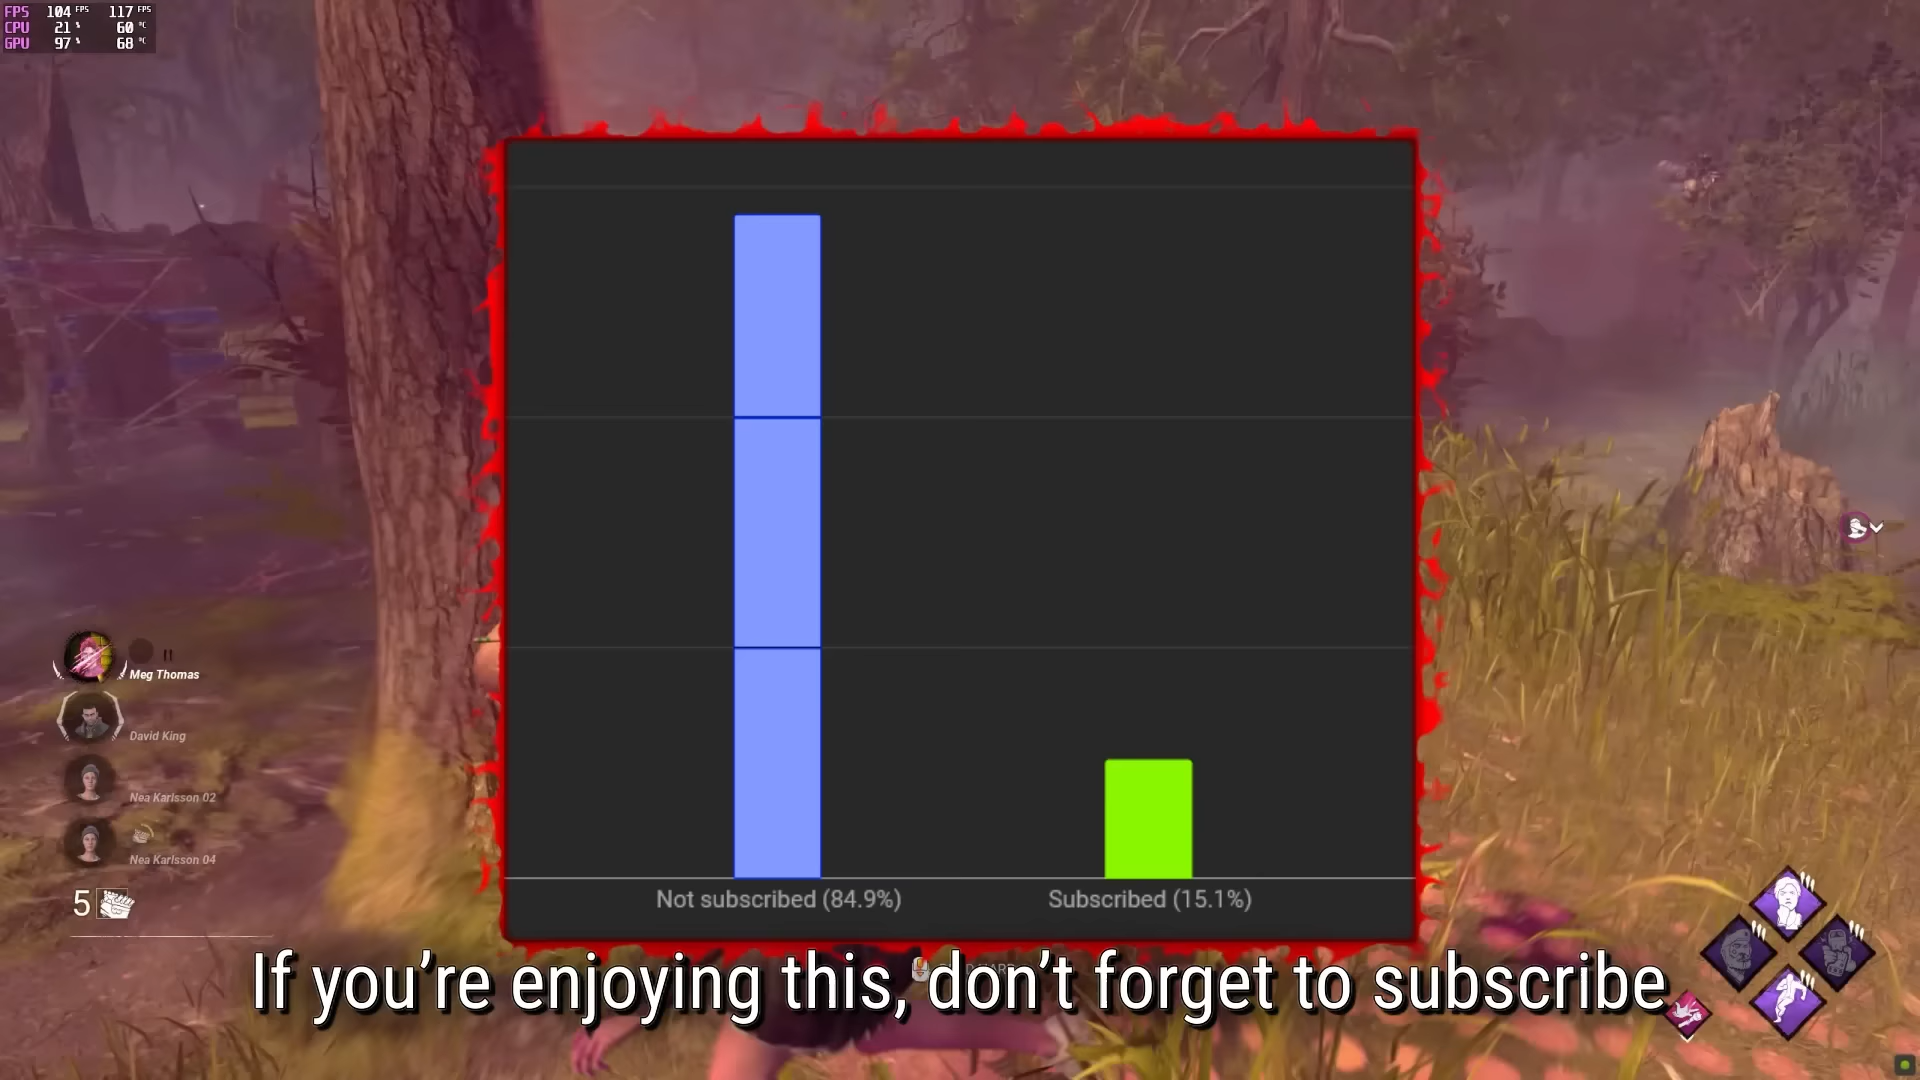 FPS 104 FPS 117 FPS
CPU 21 % 60 °C
GPU 97 % 68 °C
Meg Thomas
David King
Nea Karlsson 02
Nea Karlsson 04
5
Not subscribed (84.9%)
Subscribed (15.1%)
If you’re enjoying this, don’t forget to subscribe